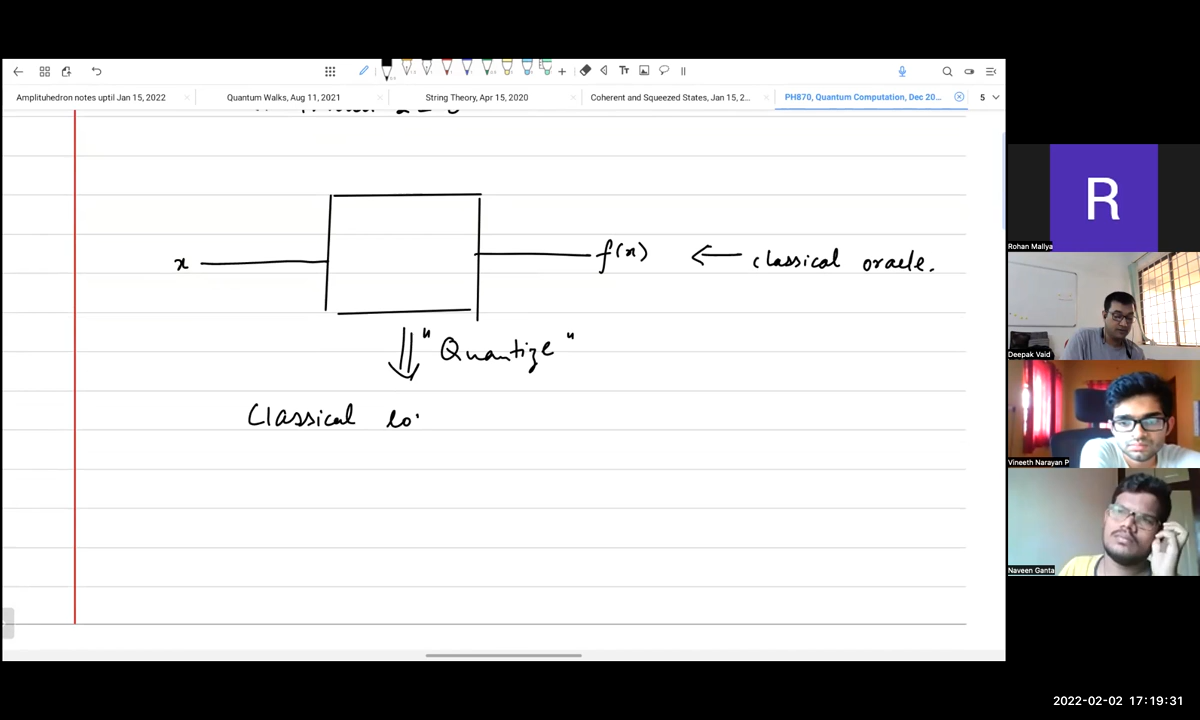 Amplituhedron notes uptil Jan 15, 2022
Quantum Walks, Aug 11, 2021
String Theory, Apr 15, 2020
Coherent and Squeezed States, Jan 15, 2...
PH870, Quantum Computation, Dec 20...
5
R
Rohan Mallya
x
f(x)
classical oracle.
Deepak Vaid
"Quantize"
Classical
Vineeth Narayan P
Naveen Ganta
2022-02-02 17:19:31